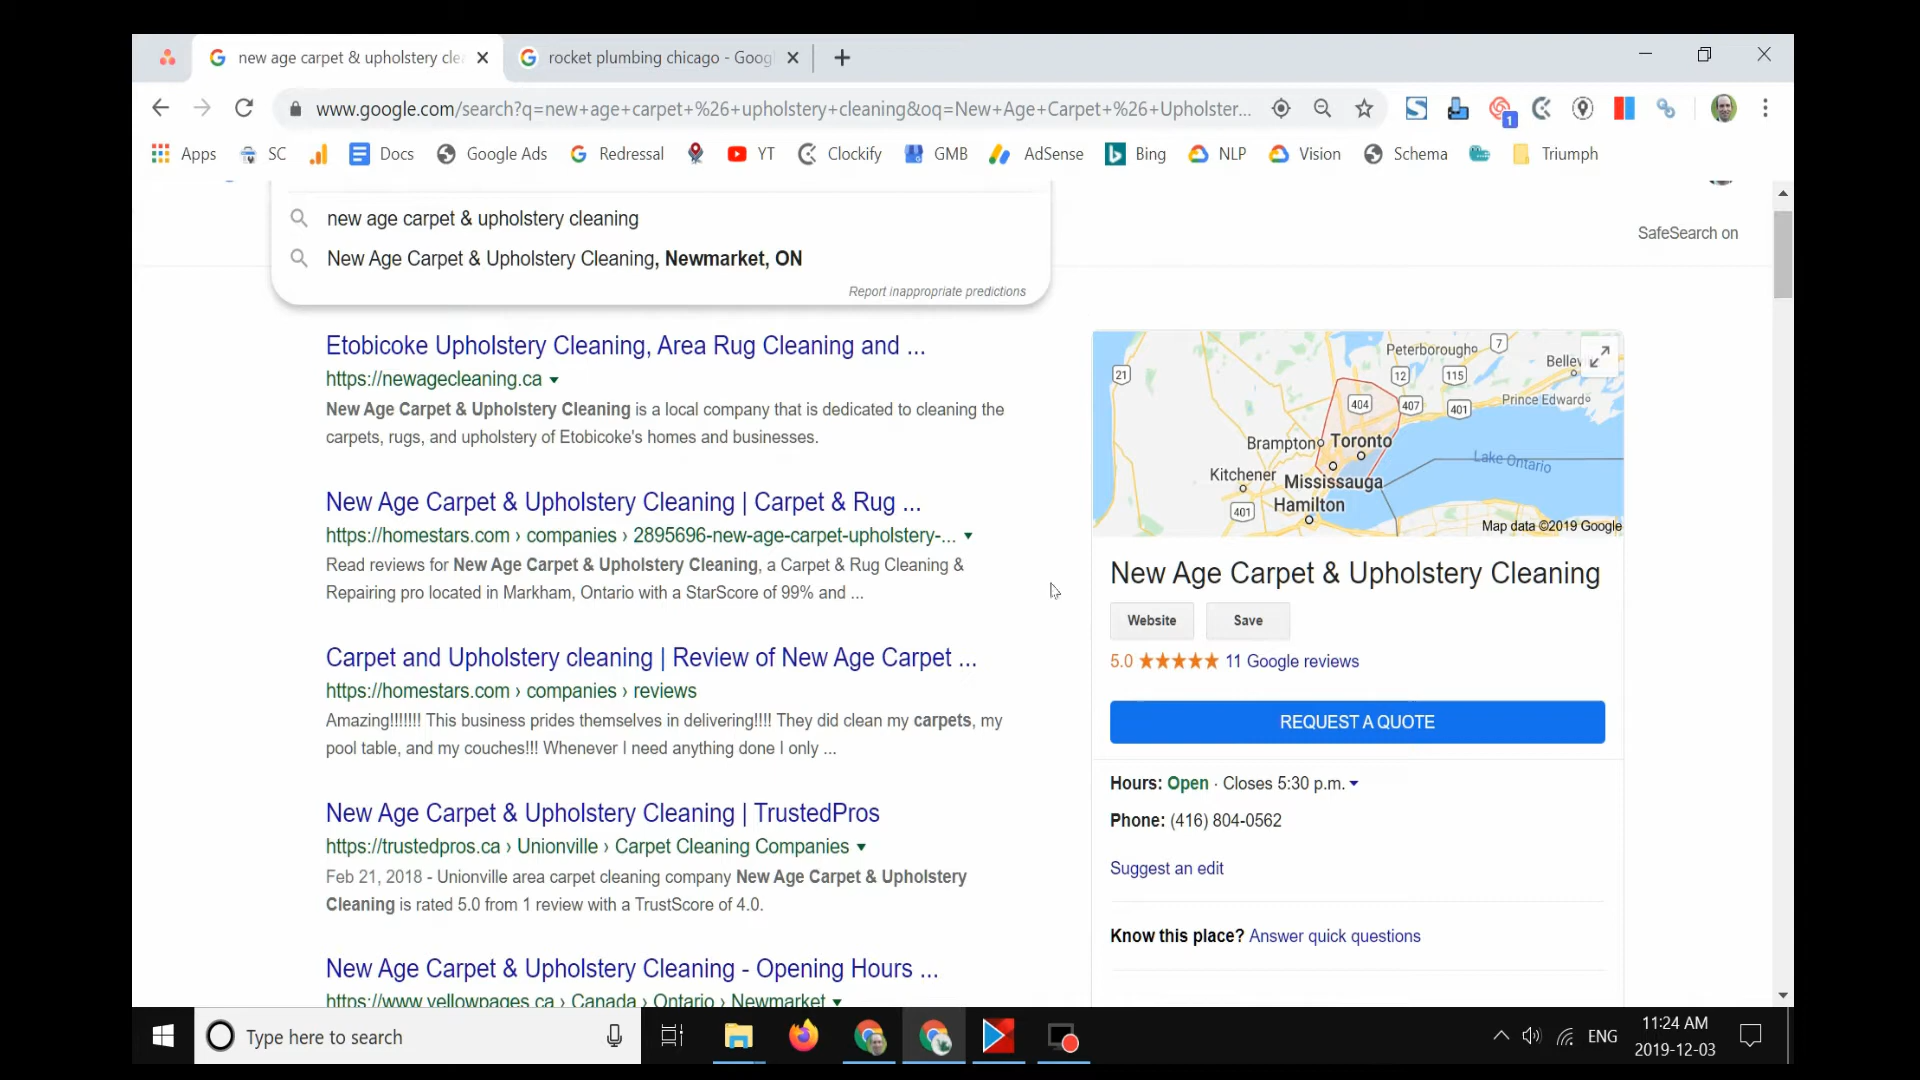 new age carpet & upholstery cle
rocket plumbing chicago - Goog
www.google.com/search?q=new+age+carpet+%26+upholstery+cleaning&oq=New+Age+Carpet+%26+Upholster...
1
Apps
SC
Docs
Google Ads
Redressal
YT
Clockify
GMB
AdSense
Bing
NLP
Vision
Schema
Triumph
new age carpet & upholstery cleaning
New Age Carpet & Upholstery Cleaning, Newmarket, ON
Report inappropriate predictions
SafeSearch on
Etobicoke Upholstery Cleaning, Area Rug Cleaning and ...
https://newagecleaning.ca
New Age Carpet & Upholstery Cleaning is a local company that is dedicated to cleaning the
carpets, rugs, and upholstery of Etobicoke's homes and businesses.
New Age Carpet & Upholstery Cleaning | Carpet & Rug ...
https://homestars.com › companies › 2895696-new-age-carpet-upholstery-...
Read reviews for New Age Carpet & Upholstery Cleaning, a Carpet & Rug Cleaning &
Repairing pro located in Markham, Ontario with a StarScore of 99% and ...
Carpet and Upholstery cleaning | Review of New Age Carpet ...
https://homestars.com › companies › reviews
Amazing!!!!!!! This business prides themselves in delivering!!!! They did clean my carpets, my
pool table, and my couches!!! Whenever I need anything done I only ...
New Age Carpet & Upholstery Cleaning | TrustedPros
https://trustedpros.ca › Unionville › Carpet Cleaning Companies
Feb 21, 2018 - Unionville area carpet cleaning company New Age Carpet & Upholstery
Cleaning is rated 5.0 from 1 review with a TrustScore of 4.0.
New Age Carpet & Upholstery Cleaning - Opening Hours ...
https://www.yellowpages.ca › Canada › Ontario › Newmarket
Peterborough
7
Belle
21
12
115
404
407
401
Prince Edward
Brampton
Toronto
Kitchener
Mississauga
Lake Ontario
Hamilton
401
Map data ©2019 Google
New Age Carpet & Upholstery Cleaning
Website
Save
5.0 ★★★★★ 11 Google reviews
REQUEST A QUOTE
Hours: Open · Closes 5:30 p.m.
Phone: (416) 804-0562
Suggest an edit
Know this place? Answer quick questions
Type here to search
ENG
11:24 AM
2019-12-03